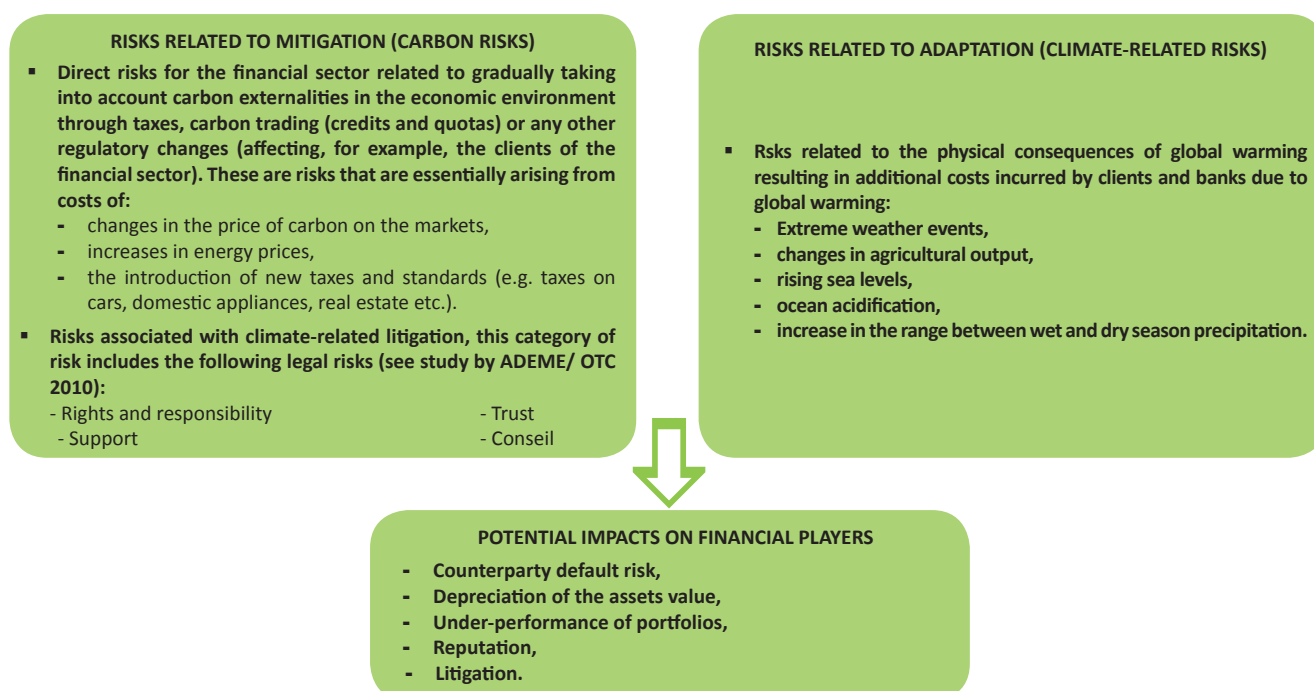 RISKS RELATED TO MITIGATION (CARBON RISKS)
▪ Direct risks for the financial sector related to gradually taking
into account carbon externalities in the economic environment
through taxes, carbon trading (credits and quotas) or any other
regulatory changes (affecting, for example, the clients of the
financial sector). These are risks that are essentially arising from
costs of:
- changes in the price of carbon on the markets,
- increases in energy prices,
- the introduction of new taxes and standards (e.g. taxes on
cars, domestic appliances, real estate etc.).
▪ Risks associated with climate-related litigation, this category of
risk includes the following legal risks (see study by ADEME/ OTC
2010):
- Rights and responsibility - Trust
- Support - Conseil
RISKS RELATED TO ADAPTATION (CLIMATE-RELATED RISKS)
▪ Rsks related to the physical consequences of global warming
resulting in additional costs incurred by clients and banks due to
global warming:
- Extreme weather events,
- changes in agricultural output,
- rising sea levels,
- ocean acidification,
- increase in the range between wet and dry season precipitation.
POTENTIAL IMPACTS ON FINANCIAL PLAYERS
- Counterparty default risk,
- Depreciation of the assets value,
- Under-performance of portfolios,
- Reputation,
- Litigation.